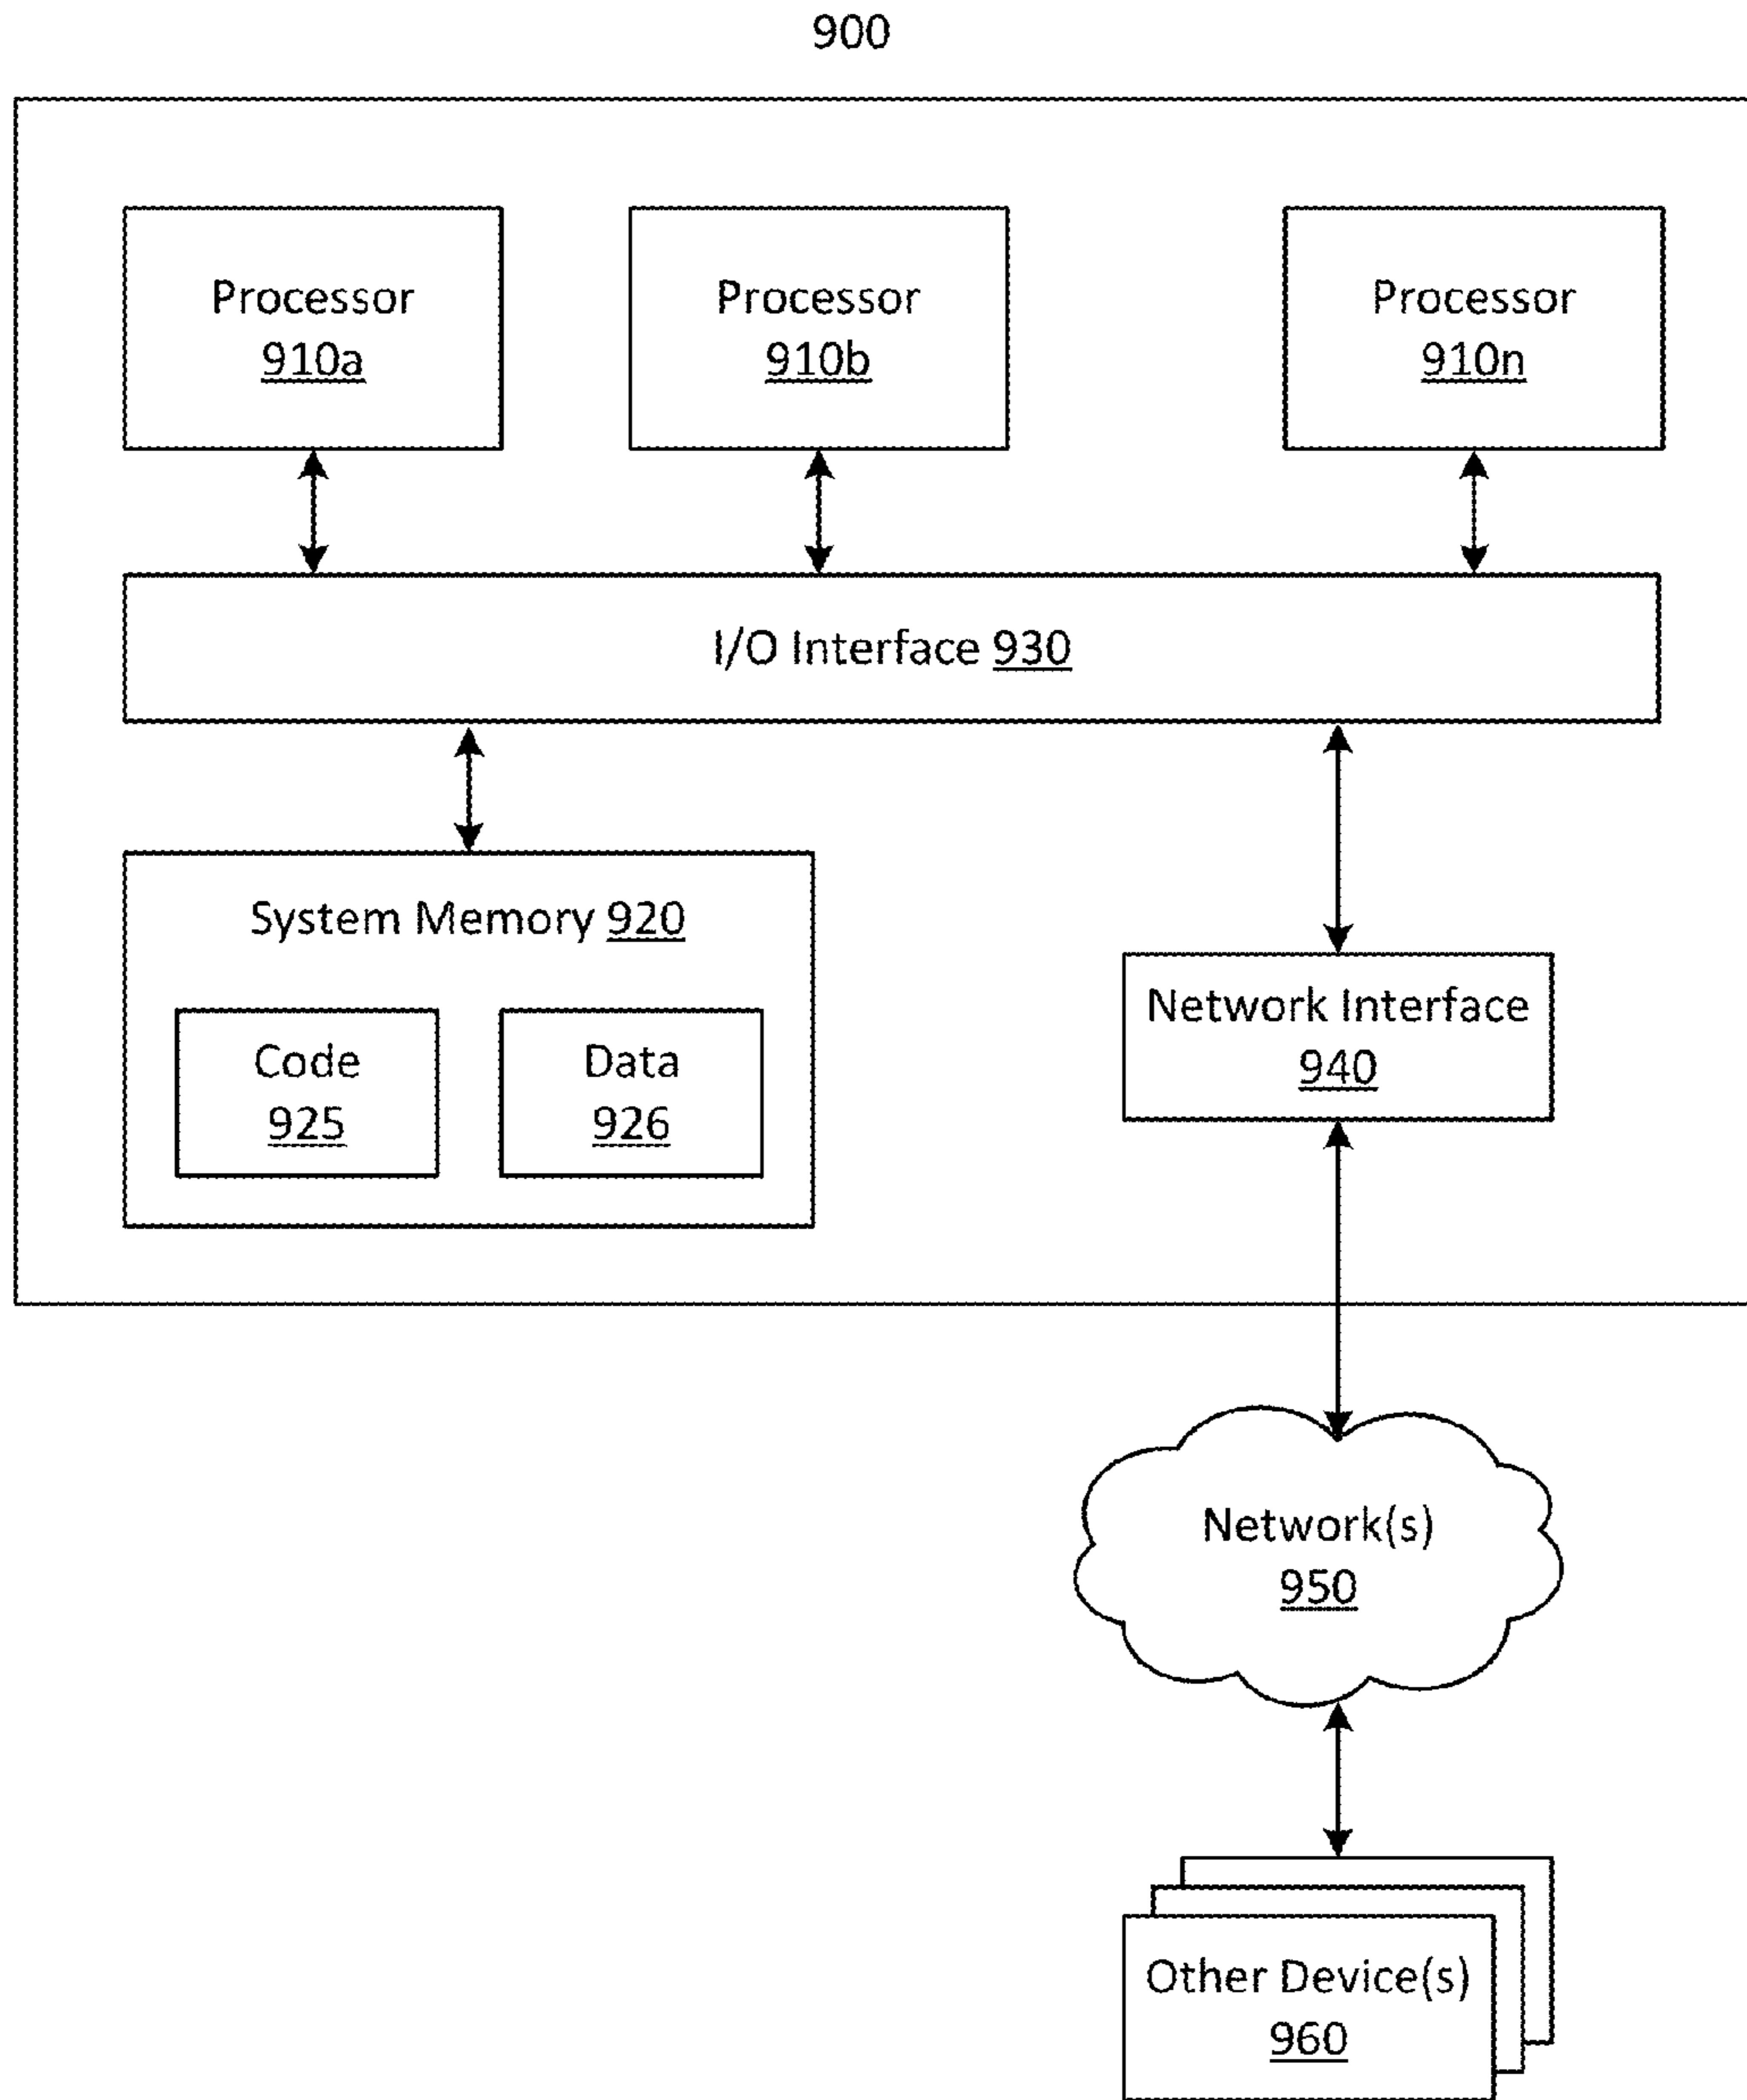 900
Processor
910a
Processor
910b
Processor
910n
I/O Interface 930
System Memory 920
Code
925
Data
926
Network Interface
940
Network(s)
950
Other Device(s)
960